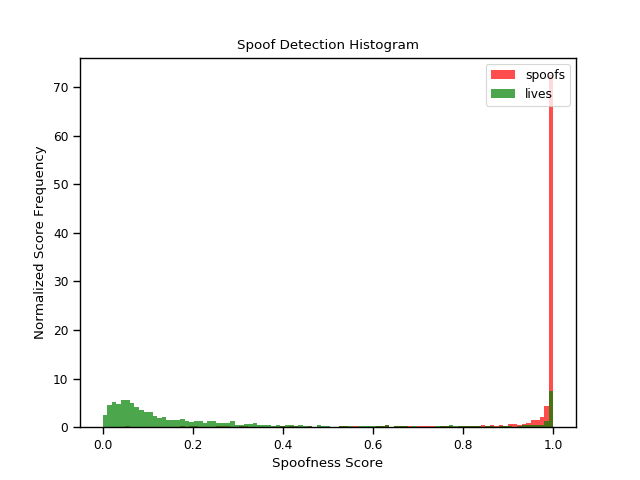 Spoof Detection Histogram
spoofs
lives
Normalized Score Frequency
70
60
50
40
30
20
10
0
0.0 0.2 0.4 0.6 0.8 1.0
Spoofness Score